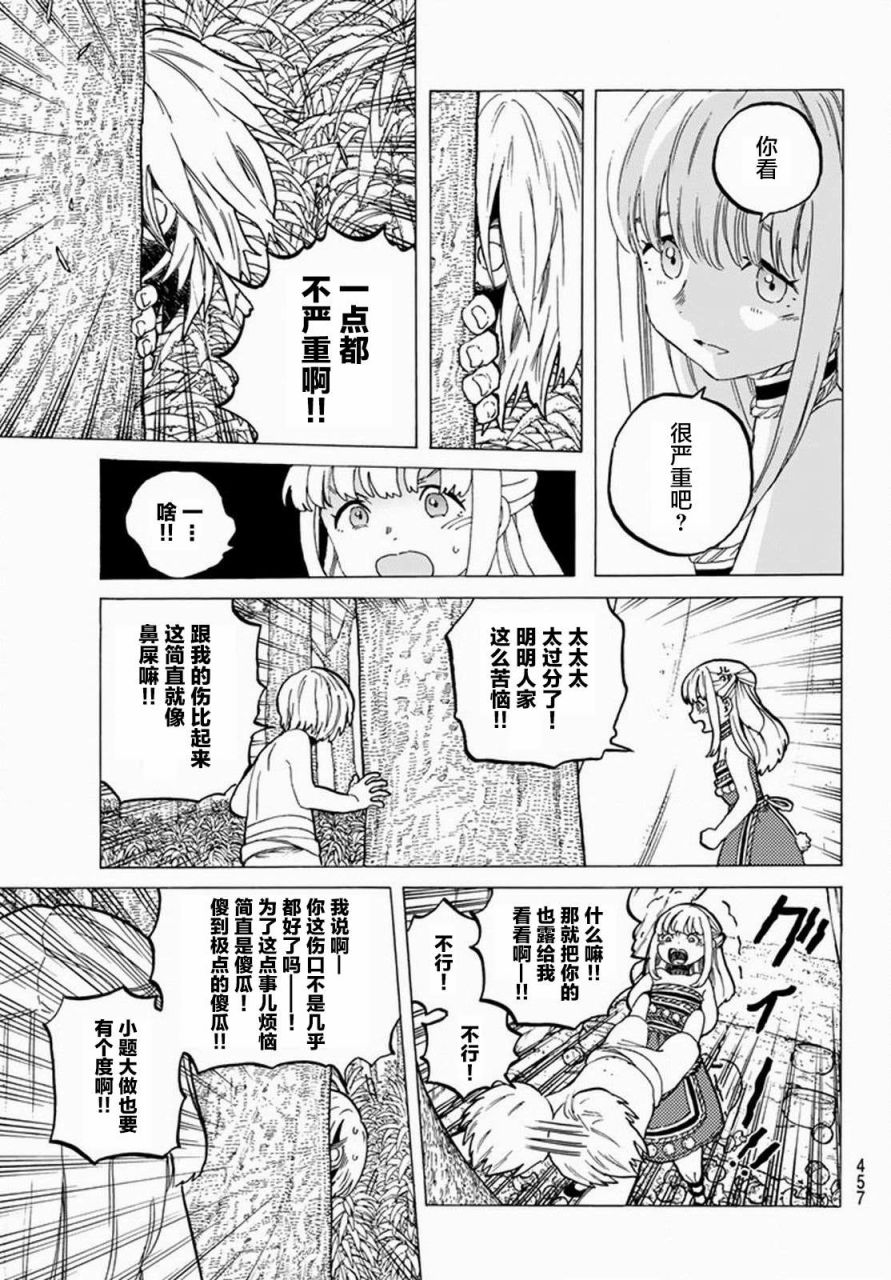 你看
很严重吧?
一点都
不严重啊!!
一…
啥!!
太太太
太过分了!
明明人家
这么苦恼
跟我的伤比起来
这简直就像
鼻屎嘛!!
什么嘛!!
那就把你的
也露给我
看看啊—!!
グ
グ
イ
ー
ッ
!!
不行!
不行!
我说啊—
你这伤口不是几乎
都好了吗——!
为了这点事儿烦恼
简直是傻瓜!
傻到极点的傻瓜!!
小题大做也要
有个度啊!!
457